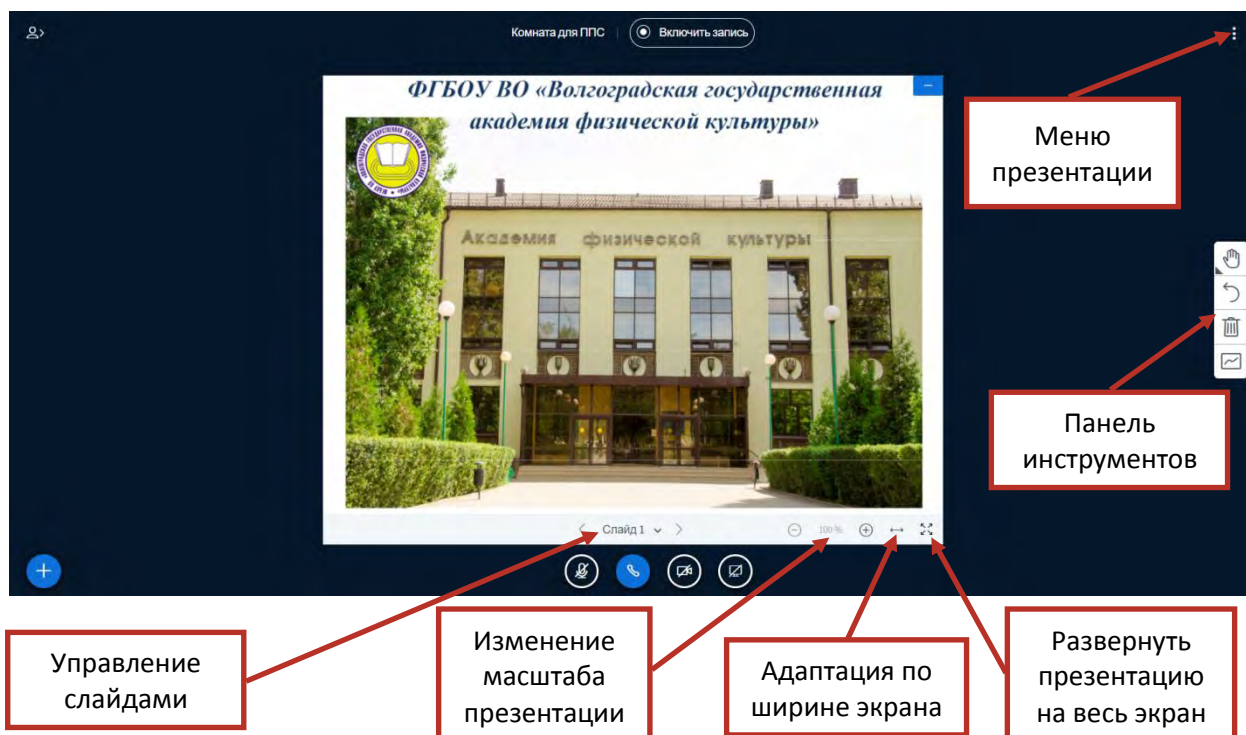 Комната для ППС
Включить запись
ФГБОУ ВО «Волгоградская государственная
академия физической культуры»
Академия физической культуры
Меню
презентации
Панель
инструментов
Слайд 1
100 %
Управление
слайдами
Изменение
масштаба
презентации
Адаптация по
ширине экрана
Развернуть
презентацию
на весь экран